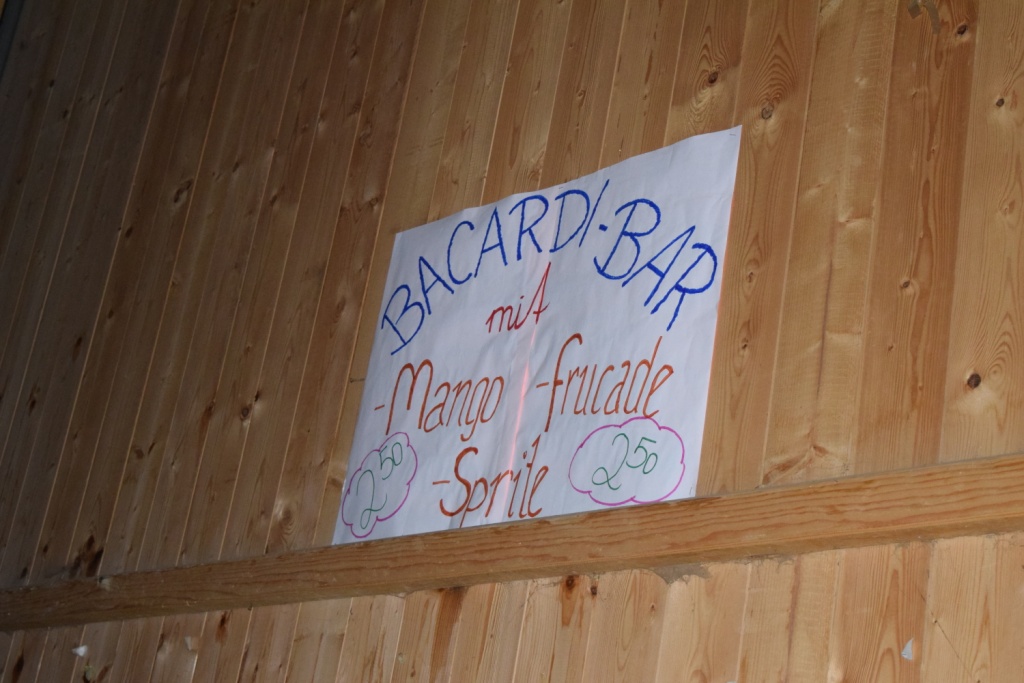 BACARDI-BAR
mit
-Mango -frucade
-Sprite
250 250